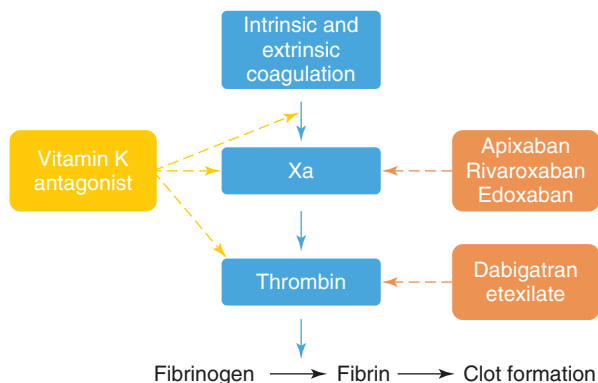 Intrinsic and
extrinsic
coagulation
Vitamin K
antagonist
Xa
Apixaban
Rivaroxaban
Edoxaban
Thrombin
Dabigatran
etexilate
Fibrinogen
Fibrin
Clot formation